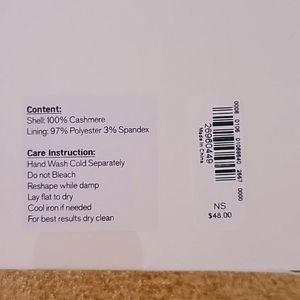 Content:
Shell: 100% Cashmere
Lining: 97% Polyester 3% Spandex
Care Instruction:
Hand Wash Cold Separately
Do not Bleach
Reshape while damp
Lay flat to dry
Cool iron if needed
For best results dry clean
28960449
Made in China
NS
$48.00